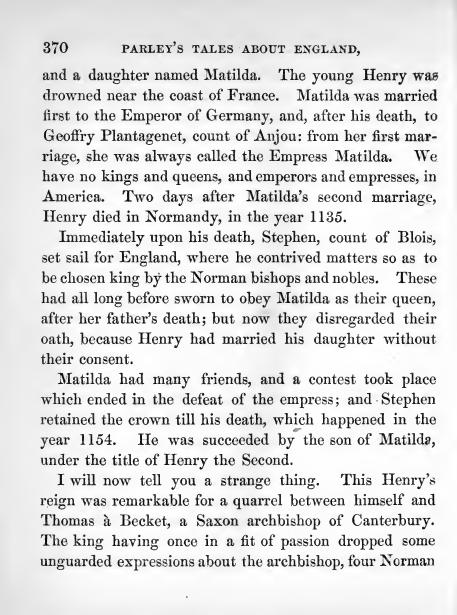 370 PARLEY'S TALES ABOUT ENGLAND,
and a daughter named Matilda. The young Henry was
drowned near the coast of France. Matilda was married
first to the Emperor of Germany, and, after his death, to
Geoffry Plantagenet, count of Anjou: from her first mar-
riage, she was always called the Empress Matilda. We
have no kings and queens, and emperors and empresses, in
America. Two days after Matilda's second marriage,
Henry died in Normandy, in the year 1135.
Immediately upon his death, Stephen, count of Blois,
set sail for England, where he contrived matters so as to
be chosen king by the Norman bishops and nobles. These
had all long before sworn to obey Matilda as their queen,
after her father's death; but now they disregarded their
oath, because Henry had married his daughter without
their consent.
Matilda had many friends, and a contest took place
which ended in the defeat of the empress; and Stephen
retained the crown till his death, which happened in the
year 1154. He was succeeded by the son of Matilda,
under the title of Henry the Second.
I will now tell you a strange thing. This Henry's
reign was remarkable for a quarrel between himself and
Thomas à Becket, a Saxon archbishop of Canterbury.
The king having once in a fit of passion dropped some
unguarded expressions about the archbishop, four Norman